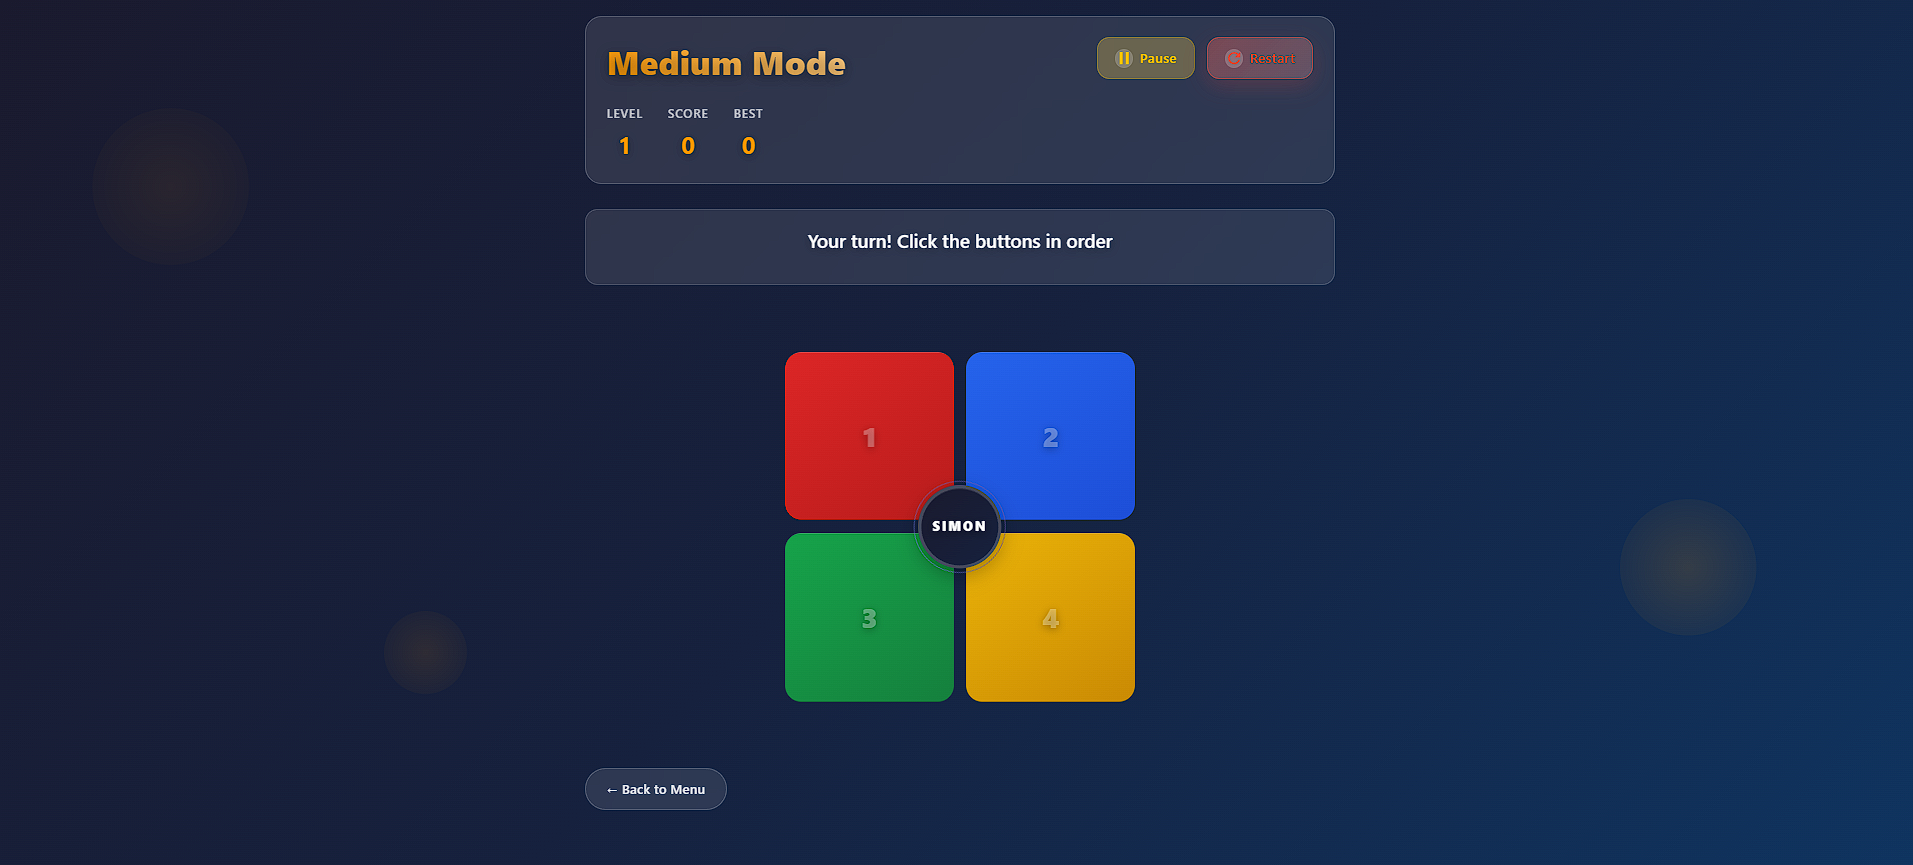 Medium Mode
Pause
Restart
LEVEL
SCORE
BEST
1
0
0
Your turn! Click the buttons in order
1
2
SIMON
3
4
← Back to Menu